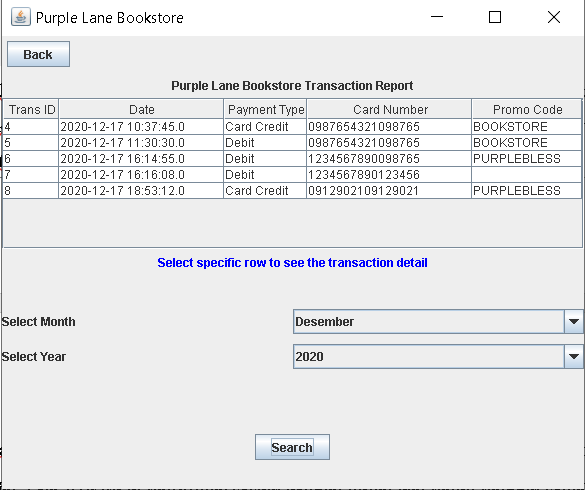 Purple Lane Bookstore
Back
Purple Lane Bookstore Transaction Report
Trans ID Date Payment Type Card Number Promo Code
4 2020-12-17 10:37:45.0 Card Credit 0987654321098765 BOOKSTORE
5 2020-12-17 11:30:30.0 Debit 0987654321098765 BOOKSTORE
6 2020-12-17 16:14:55.0 Debit 1234567890098765 PURPLEBLESS
7 2020-12-17 16:16:08.0 Debit 1234567890123456
8 2020-12-17 18:53:12.0 Card Credit 0912902109129021 PURPLEBLESS
Select specific row to see the transaction detail
Select Month Desember
Select Year 2020
Search